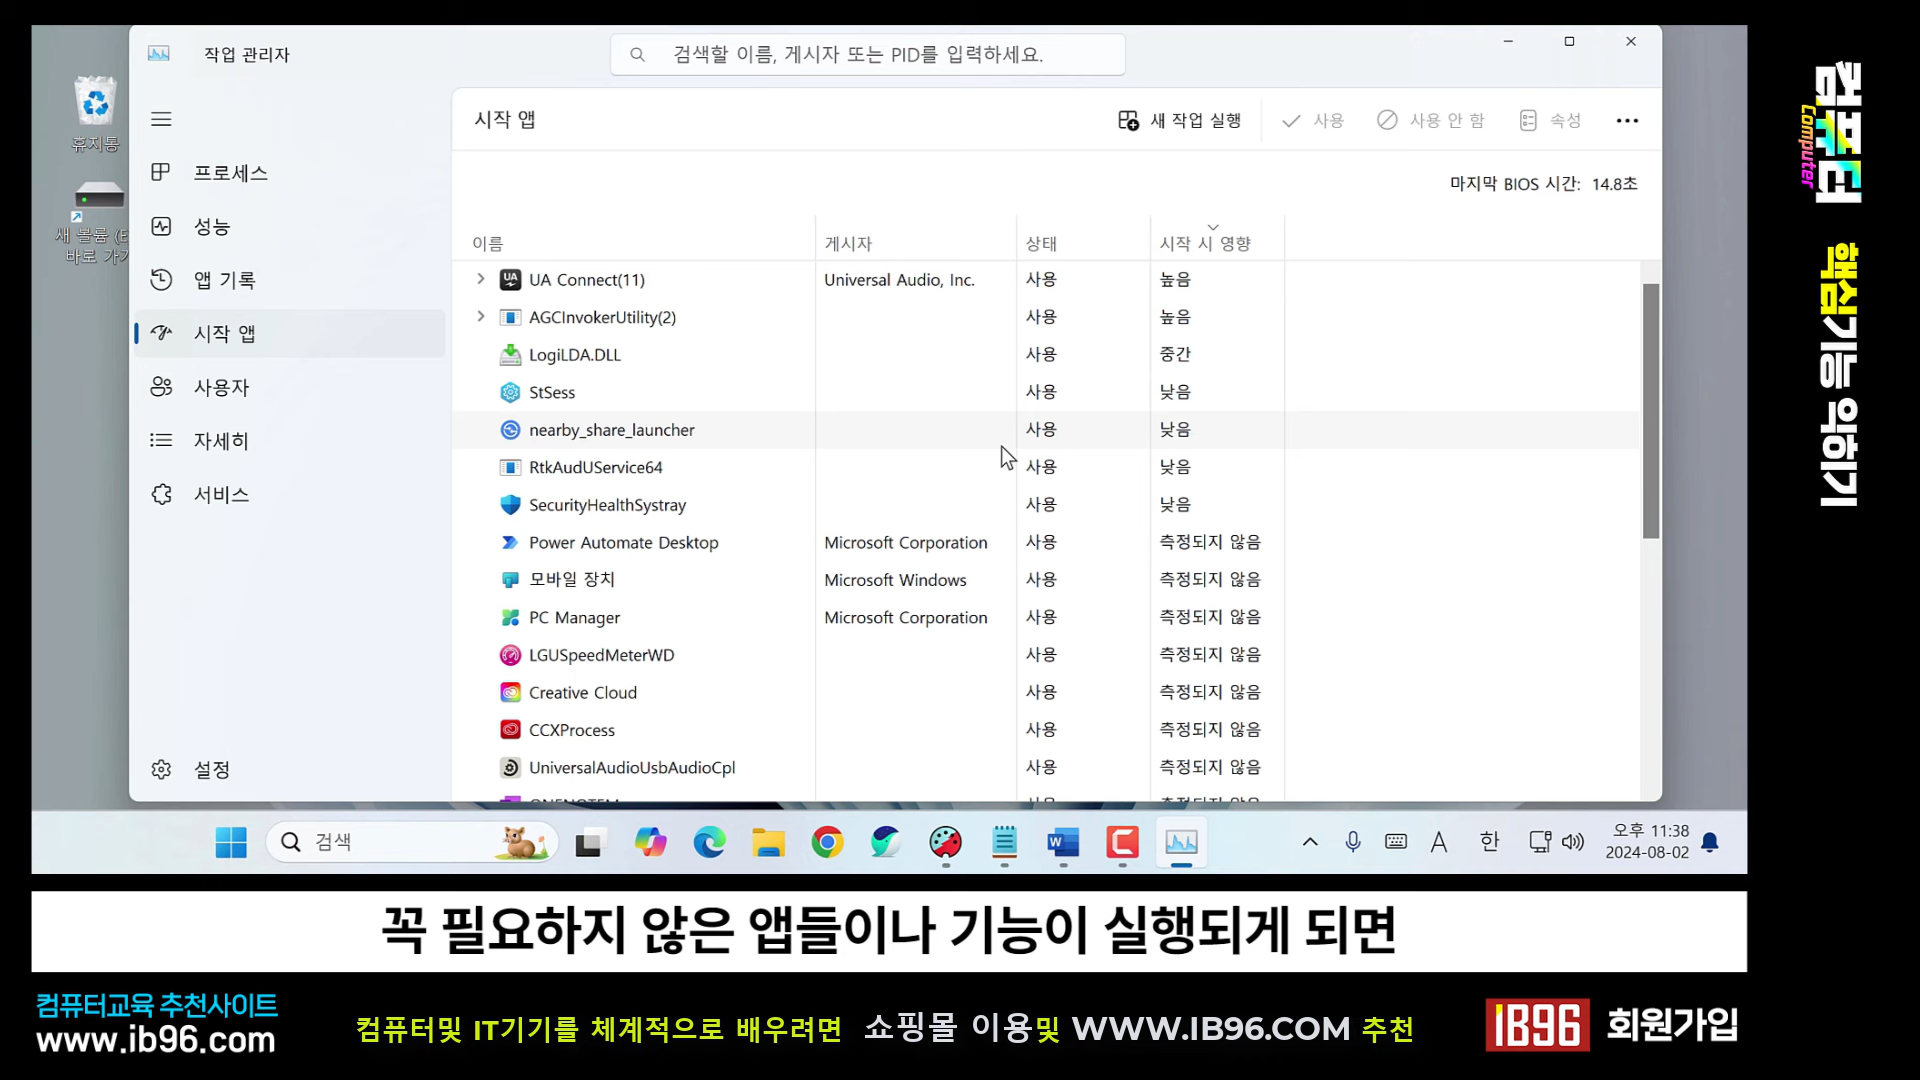 작업 관리자
검색할 이름, 게시자 또는 PID를 입력하세요.
휴지통
바로 가
프로세스
성능
앱 기록
시작 앱
사용자
자세히
서비스
설정
시작 앱
새 작업 실행
사용
사용 안 함
속성
마지막 BIOS 시간: 14.8초
이름 게시자 상태 시작 시 영향
UA Connect(11) Universal Audio, Inc. 사용 높음
AGCInvokerUtility(2) 사용 높음
LogiLDA.DLL 사용 중간
StSess 사용 낮음
nearby_share_launcher 사용 낮음
RtkAudUService64 사용 낮음
SecurityHealthSystray 사용 낮음
Power Automate Desktop Microsoft Corporation 사용 측정되지 않음
모바일 장치 Microsoft Windows 사용 측정되지 않음
PC Manager Microsoft Corporation 사용 측정되지 않음
LGUSpeedMeterWD 사용 측정되지 않음
Creative Cloud 사용 측정되지 않음
CCXProcess 사용 측정되지 않음
UniversalAudioUsbAudioCpl 사용 측정되지 않음
검색
A 한
오후 11:38
2024-08-02
꼭 필요하지 않은 앱들이나 기능이 실행되게 되면
컴퓨터교육 추천사이트
www.ib96.com
컴퓨터및 IT기기를 체계적으로 배우려면 쇼핑몰 이용및 WWW.IB96.COM 추천
IB96 회원가입
컴퓨터
Computer
핵심기능 익히기